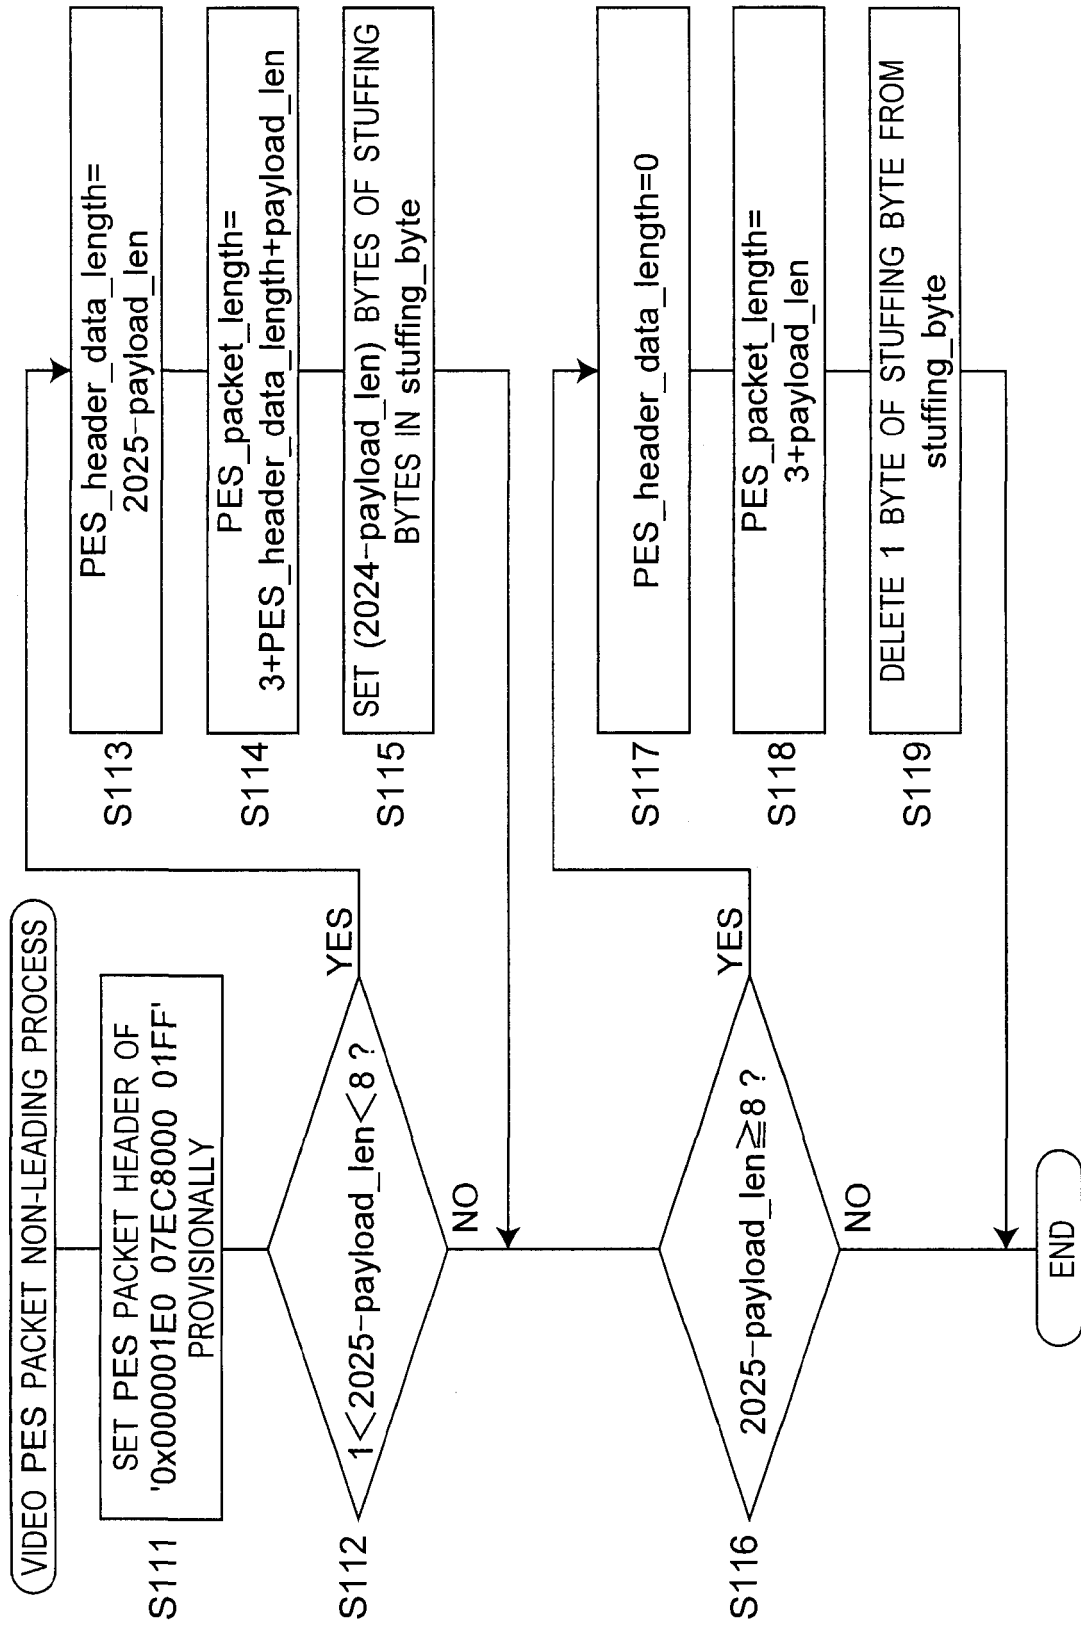 VIDEO PES PACKET NON-LEADING PROCESS
S111
SET PES PACKET HEADER OF
'0x000001E0 07EC8000 01FF'
PROVISIONALLY
S112
1<2025-payload_len<8 ?
YES
NO
S113
PES_header_data_length=
2025-payload_len
S114
PES_packet_length=
3+PES_header_data_length+payload_len
S115
SET (2024-payload_len) BYTES OF STUFFING
BYTES IN stuffing_byte
S116
2025-payload_len≧8 ?
YES
NO
S117
PES_header_data_length=0
S118
PES_packet_length=
3+payload_len
S119
DELETE 1 BYTE OF STUFFING BYTE FROM
stuffing_byte
END